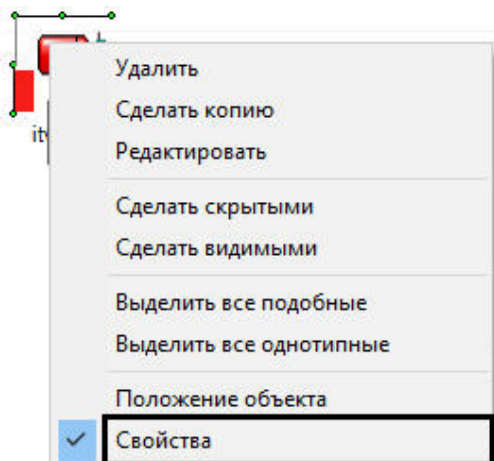 Удалить
Сделать копию
Редактировать
Сделать скрытыми
Сделать видимыми
Выделить все подобные
Выделить все однотипные
Положение объекта
Свойства